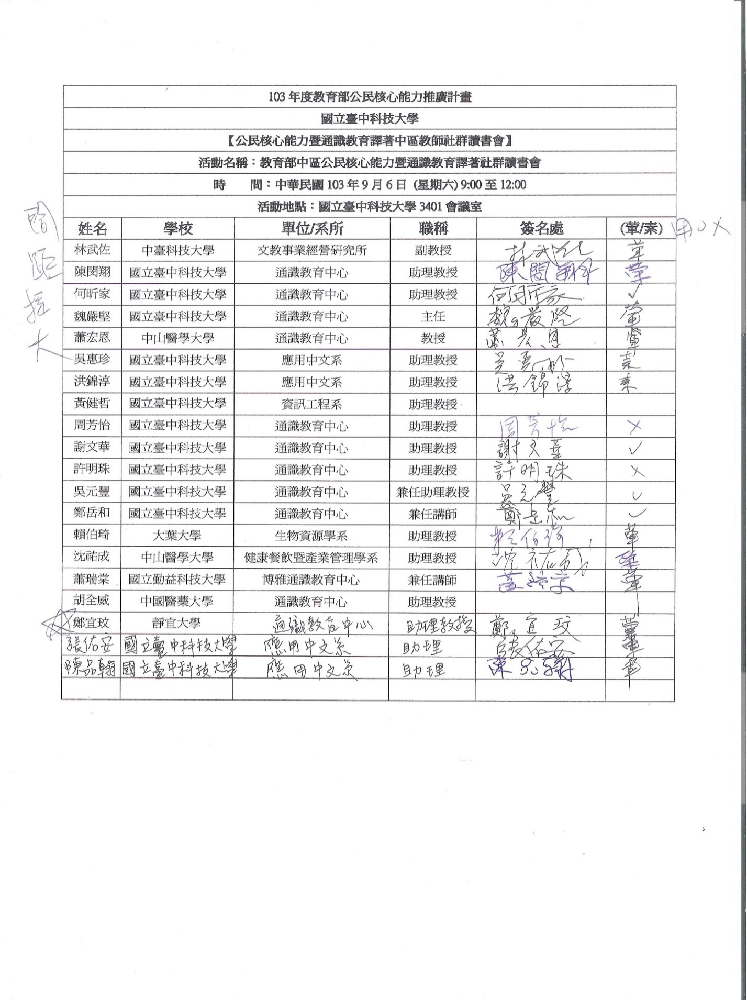 103 年度教育部公民核心能力推廣計畫
國立臺中科技大學
【公民核心能力暨通識教育譯著中區教師社群讀書會】
活動名稱：教育部中區公民核心能力暨通識教育譯著社群讀書會
時 間：中華民國 103 年 9 月 6 日 (星期六) 9:00 至 12:00
活動地點：國立臺中科技大學 3401 會議室
姓名 學校 單位/系所 職稱 簽名處 (葷/素) 用O X
林武佐 中臺科技大學 文教事業經營研究所 副教授 林武佐 葷
陳閔翔 國立臺中科技大學 通識教育中心 助理教授 陳閔翔 葷
何昕家 國立臺中科技大學 通識教育中心 助理教授 何昕家 ✓
魏嚴堅 國立臺中科技大學 通識教育中心 主任 魏嚴堅 葷
蕭宏恩 中山醫學大學 通識教育中心 教授 蕭宏恩 葷
吳惠珍 國立臺中科技大學 應用中文系 助理教授 吳惠珍 素
洪錦淳 國立臺中科技大學 應用中文系 助理教授 洪錦淳 素
黃健哲 國立臺中科技大學 資訊工程系 助理教授
周芳怡 國立臺中科技大學 通識教育中心 助理教授 周芳怡 X
謝文華 國立臺中科技大學 通識教育中心 助理教授 謝文華 ✓
許明珠 國立臺中科技大學 通識教育中心 助理教授 許明珠 X
吳元豐 國立臺中科技大學 通識教育中心 兼任助理教授 吳元豐 ✓
鄭岳和 國立臺中科技大學 通識教育中心 兼任講師 鄭岳和 ✓
賴伯琦 大葉大學 生物資源學系 助理教授 賴伯琦 葷
沈祐成 中山醫學大學 健康餐飲暨產業管理學系 助理教授 沈祐成 葷
蕭瑞棠 國立勤益科技大學 博雅通識教育中心 兼任講師 蕭瑞棠 葷
胡全威 中國醫藥大學 通識教育中心 助理教授
鄭宜玟 靜宜大學 通識教育中心 助理教授 鄭宜玟 葷
張佑安 國立臺中科技大學 應用中文系 助理 張佑安 葷
陳品翰 國立臺中科技大學 應用中文系 助理 陳品翰 葷
間距拉大